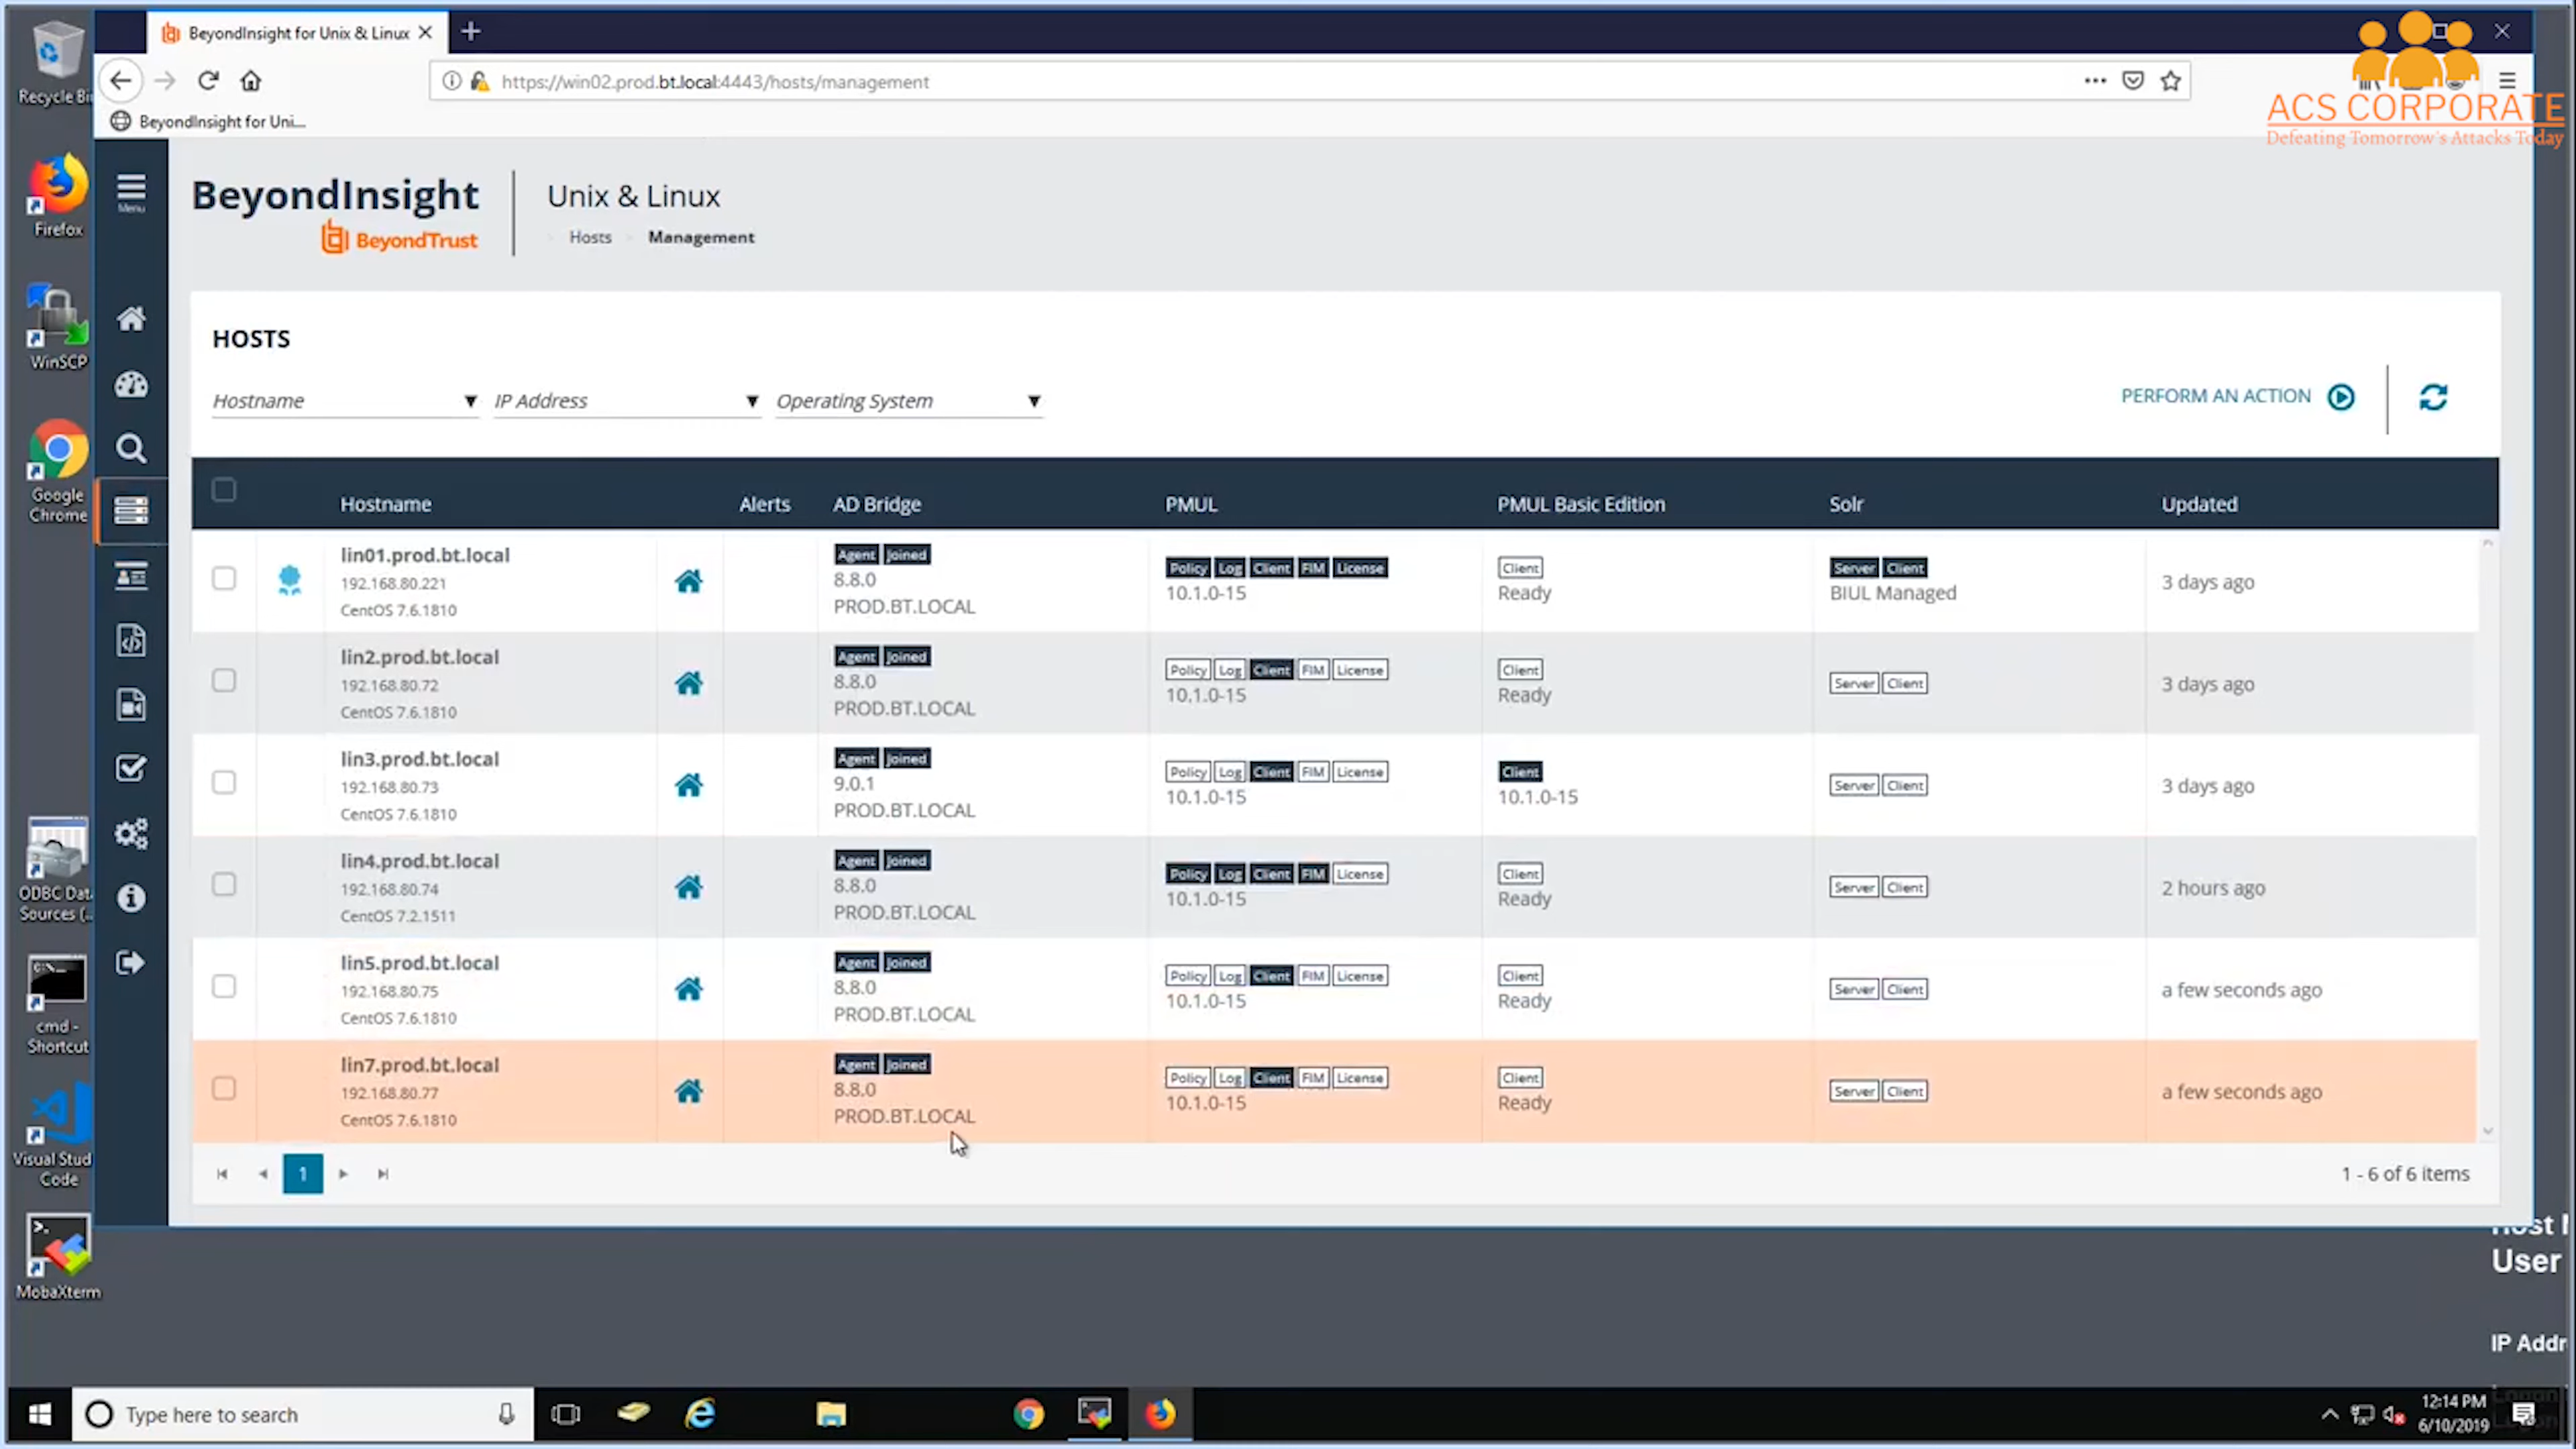 BeyondInsight for Unix & Linux
https://win02.prod.bt.local:4443/hosts/management
BeyondInsight for Uni...
ACS CORPORATE
Defeating Tomorrow's Attacks Today
Recycle Bi
Firefox
WinSCP
Google
Chrome
ODBC Dat
Sources (..
cmd -
Shortcut
Visual Stud
Code
MobaXterm
Menu
BeyondInsight
BeyondTrust
Unix & Linux
Hosts
Management
HOSTS
Hostname
IP Address
Operating System
PERFORM AN ACTION
Hostname Alerts AD Bridge PMUL PMUL Basic Edition Solr Updated
lin01.prod.bt.local
192.168.80.221
CentOS 7.6.1810
Agent Joined
8.8.0
PROD.BT.LOCAL
Policy Log Client FIM License
10.1.0-15
Client
Ready
Server Client
BIUL Managed
3 days ago
lin2.prod.bt.local
192.168.80.72
CentOS 7.6.1810
Agent Joined
8.8.0
PROD.BT.LOCAL
Policy Log Client FIM License
10.1.0-15
Client
Ready
Server Client
3 days ago
lin3.prod.bt.local
192.168.80.73
CentOS 7.6.1810
Agent Joined
9.0.1
PROD.BT.LOCAL
Policy Log Client FIM License
10.1.0-15
Client
10.1.0-15
Server Client
3 days ago
lin4.prod.bt.local
192.168.80.74
CentOS 7.2.1511
Agent Joined
8.8.0
PROD.BT.LOCAL
Policy Log Client FIM License
10.1.0-15
Client
Ready
Server Client
2 hours ago
lin5.prod.bt.local
192.168.80.75
CentOS 7.6.1810
Agent Joined
8.8.0
PROD.BT.LOCAL
Policy Log Client FIM License
10.1.0-15
Client
Ready
Server Client
a few seconds ago
lin7.prod.bt.local
192.168.80.77
CentOS 7.6.1810
Agent Joined
8.8.0
PROD.BT.LOCAL
Policy Log Client FIM License
10.1.0-15
Client
Ready
Server Client
a few seconds ago
1
1 - 6 of 6 items
User
IP Addr
Type here to search
12:14 PM
6/10/2019